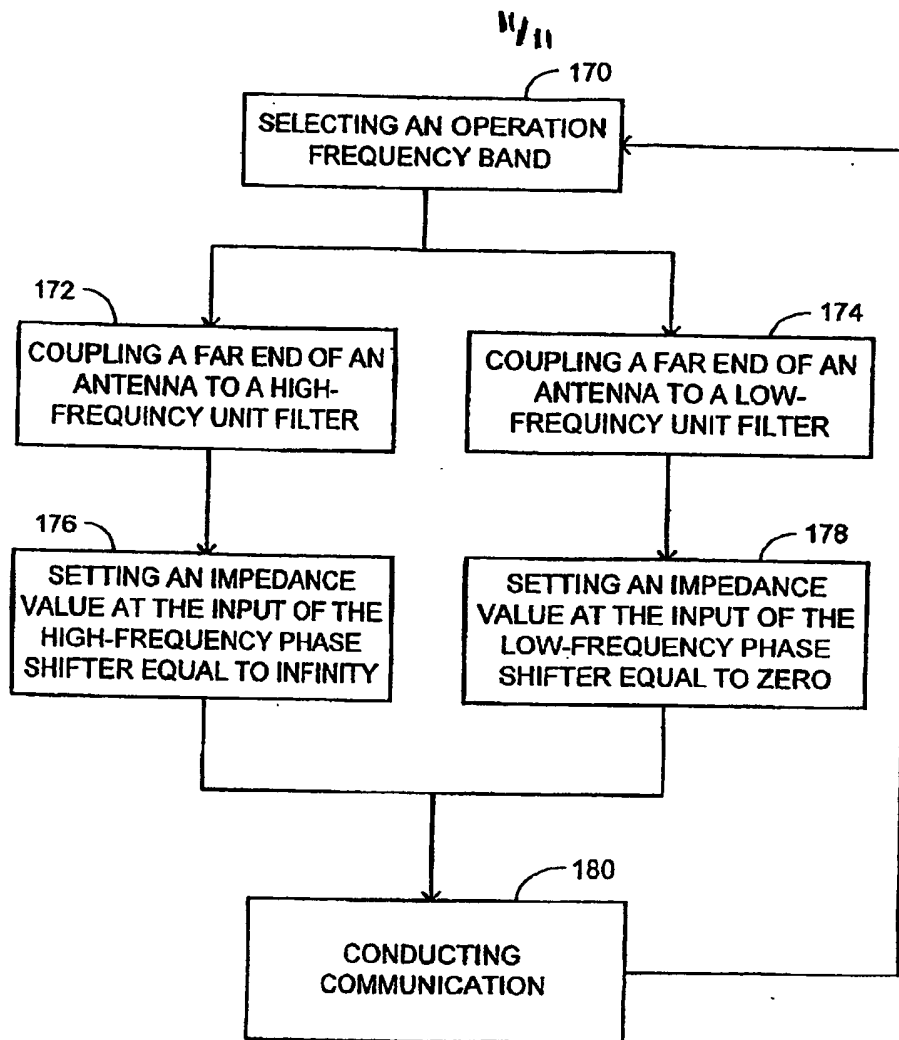 11/11
170
SELECTING AN OPERATION
FREQUENCY BAND
172
COUPLING A FAR END OF AN
ANTENNA TO A HIGH-
FREQUINCY UNIT FILTER
174
COUPLING A FAR END OF AN
ANTENNA TO A LOW-
FREQUINCY UNIT FILTER
176
SETTING AN IMPEDANCE
VALUE AT THE INPUT OF THE
HIGH-FREQUENCY PHASE
SHIFTER EQUAL TO INFINITY
178
SETTING AN IMPEDANCE
VALUE AT THE INPUT OF THE
LOW-FREQUENCY PHASE
SHIFTER EQUAL TO ZERO
180
CONDUCTING
COMMUNICATION